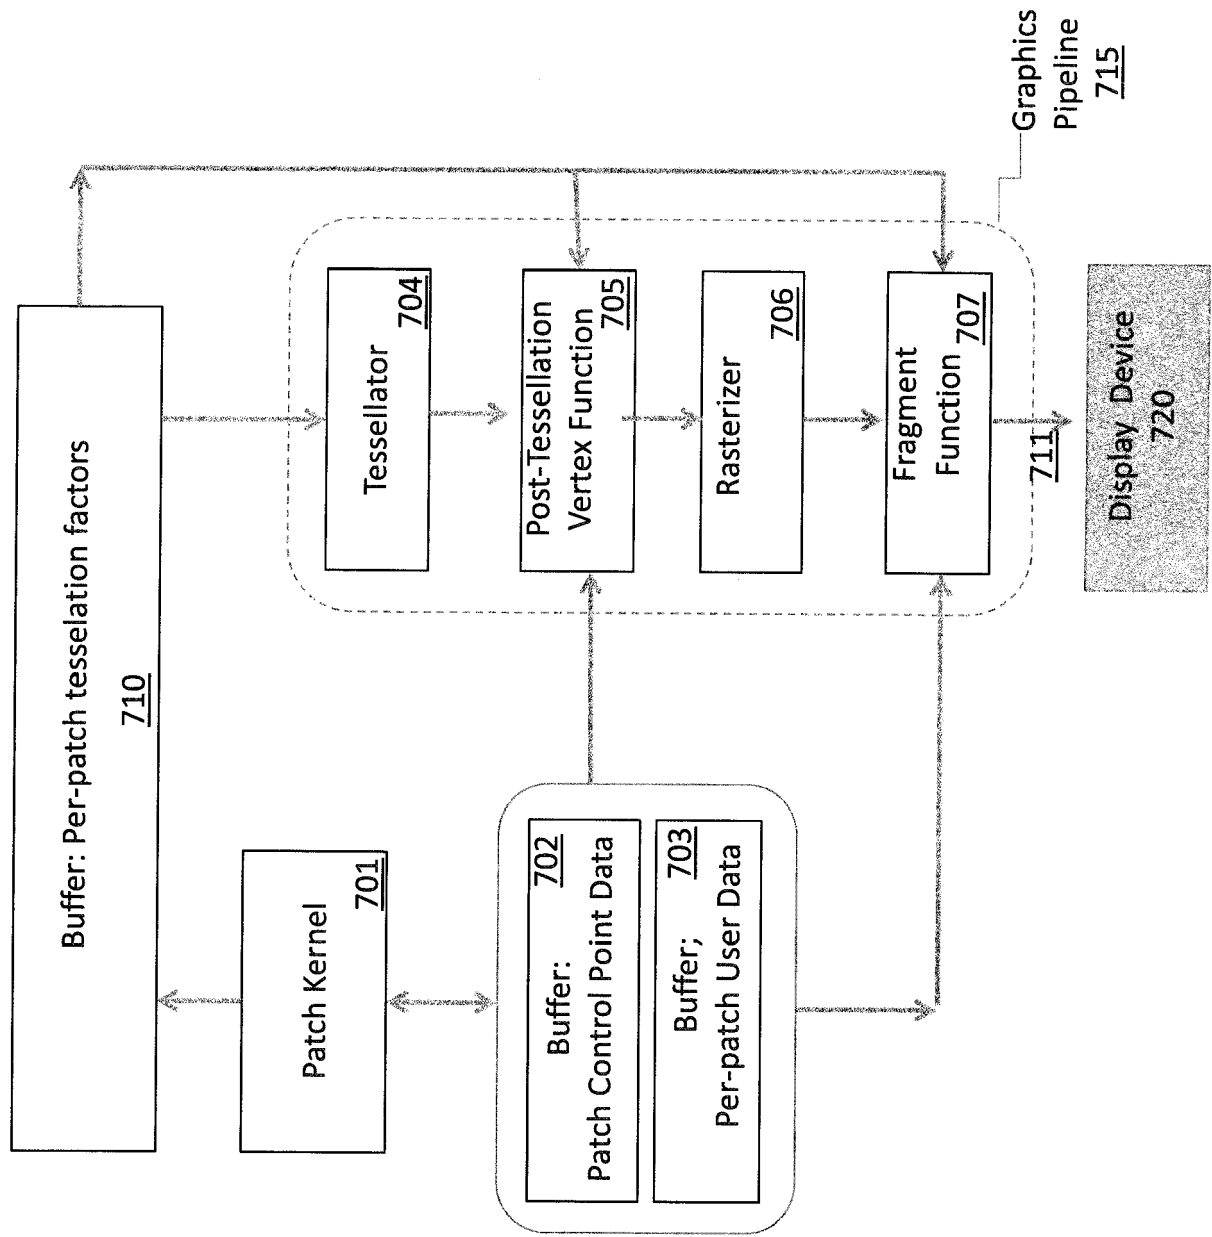 Buffer: Per-patch tesselation factors
710
Patch Kernel
701
Buffer:
702
Patch Control Point Data
Buffer;
703
Per-patch User Data
Tessellator
704
Post-Tessellation
Vertex Function
705
Rasterizer
706
Fragment
Function
707
711
Display Device
720
Graphics
Pipeline
715